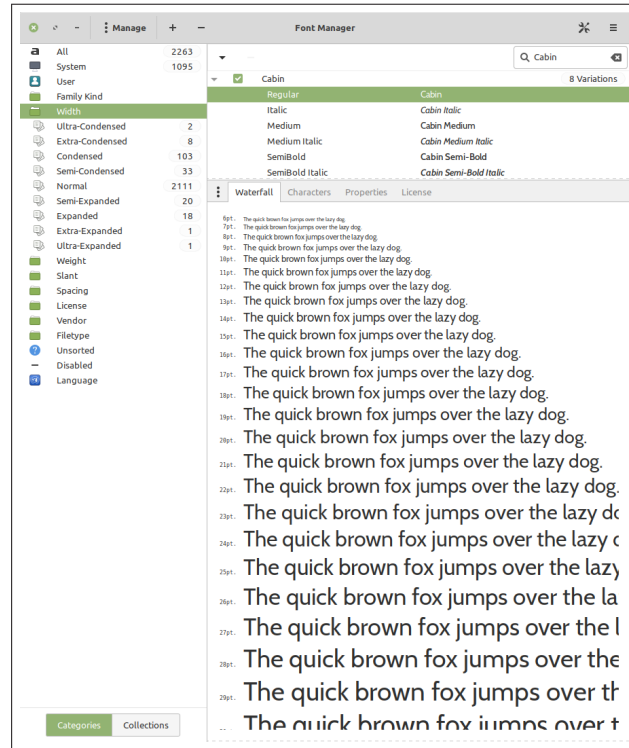 Manage + − Font Manager
a All 2263
System 1095
User
Family Kind
Width
Ultra-Condensed 2
Extra-Condensed 8
Condensed 103
Semi-Condensed 33
Normal 2111
Semi-Expanded 20
Expanded 18
Extra-Expanded 1
Ultra-Expanded 1
Weight
Slant
Spacing
License
Vendor
Filetype
Unsorted
Disabled
Language
Categories Collections
Cabin
Cabin 8 Variations
Regular Cabin
Italic Cabin Italic
Medium Cabin Medium
Medium Italic Cabin Medium Italic
SemiBold Cabin Semi-Bold
SemiBold Italic Cabin Semi-Bold Italic
Waterfall Characters Properties License
6pt. The quick brown fox jumps over the lazy dog.
7pt. The quick brown fox jumps over the lazy dog.
8pt. The quick brown fox jumps over the lazy dog.
9pt. The quick brown fox jumps over the lazy dog.
10pt. The quick brown fox jumps over the lazy dog.
11pt. The quick brown fox jumps over the lazy dog.
12pt. The quick brown fox jumps over the lazy dog.
13pt. The quick brown fox jumps over the lazy dog.
14pt. The quick brown fox jumps over the lazy dog.
15pt. The quick brown fox jumps over the lazy dog.
16pt. The quick brown fox jumps over the lazy dog.
17pt. The quick brown fox jumps over the lazy dog.
18pt. The quick brown fox jumps over the lazy dog.
19pt. The quick brown fox jumps over the lazy dog.
20pt. The quick brown fox jumps over the lazy dog.
21pt. The quick brown fox jumps over the lazy dog.
22pt. The quick brown fox jumps over the lazy dog.
23pt. The quick brown fox jumps over the lazy do
24pt. The quick brown fox jumps over the lazy
25pt. The quick brown fox jumps over the lazy
26pt. The quick brown fox jumps over the la
27pt. The quick brown fox jumps over the l
28pt. The quick brown fox jumps over the
29pt. The quick brown fox jumps over th
The quick brown fox jumps over t